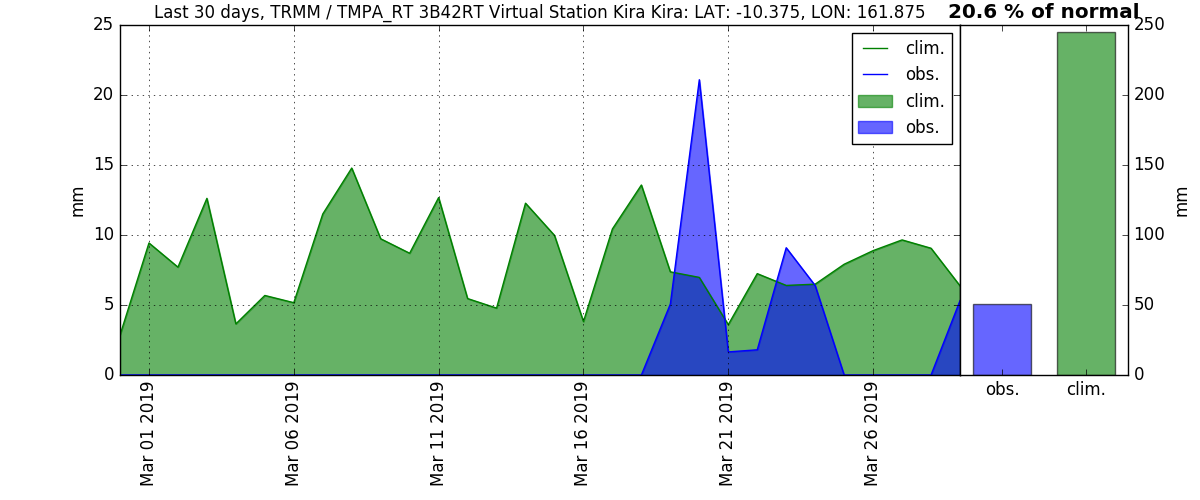 Last 30 days, TRMM / TMPA_RT 3B42RT Virtual Station Kira Kira: LAT: -10.375, LON: 161.875
20.6 % of normal
25
20
15
10
5
0
mm
clim.
obs.
clim.
obs.
250
200
150
100
50
0
mm
obs.
clim.
Mar 01 2019
Mar 06 2019
Mar 11 2019
Mar 16 2019
Mar 21 2019
Mar 26 2019